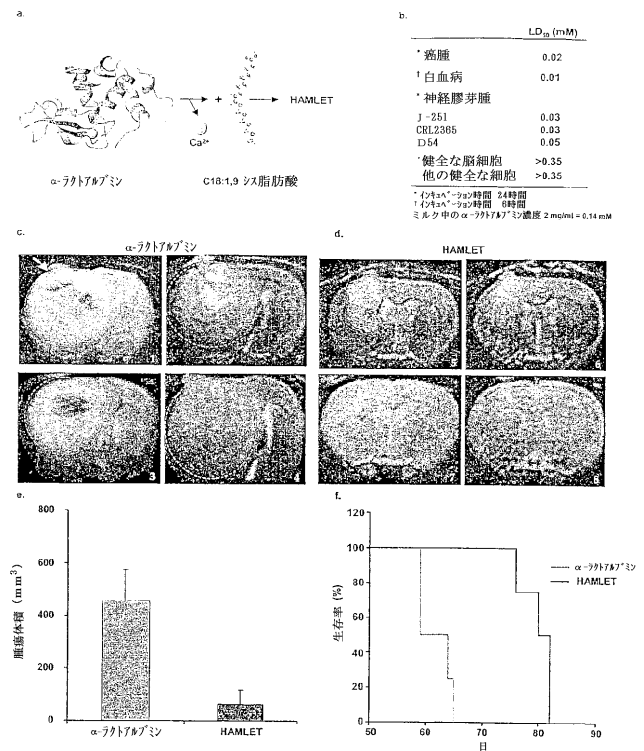 a.
Ca²⁺
+
HAMLET
α-ラクトアルブミン
C18:1,9 シス脂肪酸
b.
LD₅₀ (mM)
*癌腫 0.02
†白血病 0.01
*神経膠芽腫
J-251 0.03
CRL2365 0.03
D54 0.05
*健全な脳細胞 >0.35
他の健全な細胞 >0.35
*インキュベーション時間 24時間
†インキュベーション時間 6時間
ミルク中のα-ラクトアルブミン濃度 2 mg/ml = 0,14 mM
c.
α-ラクトアルブミン
1
2
3
4
d.
HAMLET
5
6
e.
腫瘍体積 (mm³)
800
600
400
200
0
α-ラクトアルブミン
HAMLET
f.
生存率 (%)
120
100
80
60
40
20
0
50
60
70
80
90
日
α-ラクトアルブミン
HAMLET